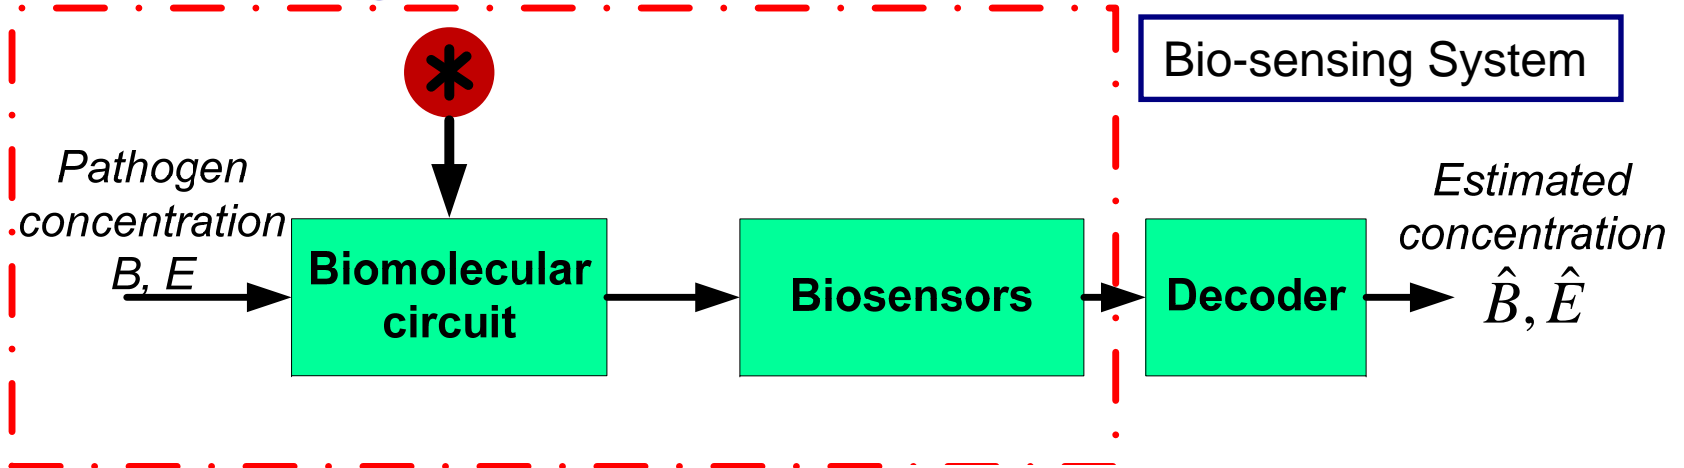 Bio-sensing System
*
Pathogen
concentration
B, E
Biomolecular
circuit
Biosensors
Decoder
Estimated
concentration
B̂, Ê